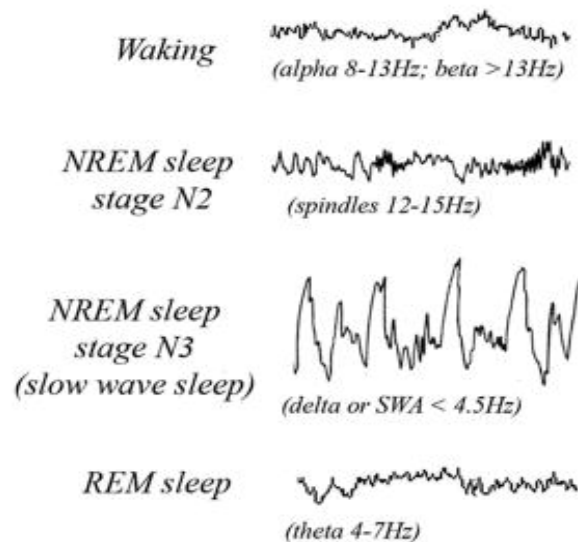 Waking
(alpha 8-13Hz; beta >13Hz)
NREM sleep
stage N2
(spindles 12-15Hz)
NREM sleep
stage N3
(slow wave sleep)
(delta or SWA < 4.5Hz)
REM sleep
(theta 4-7Hz)